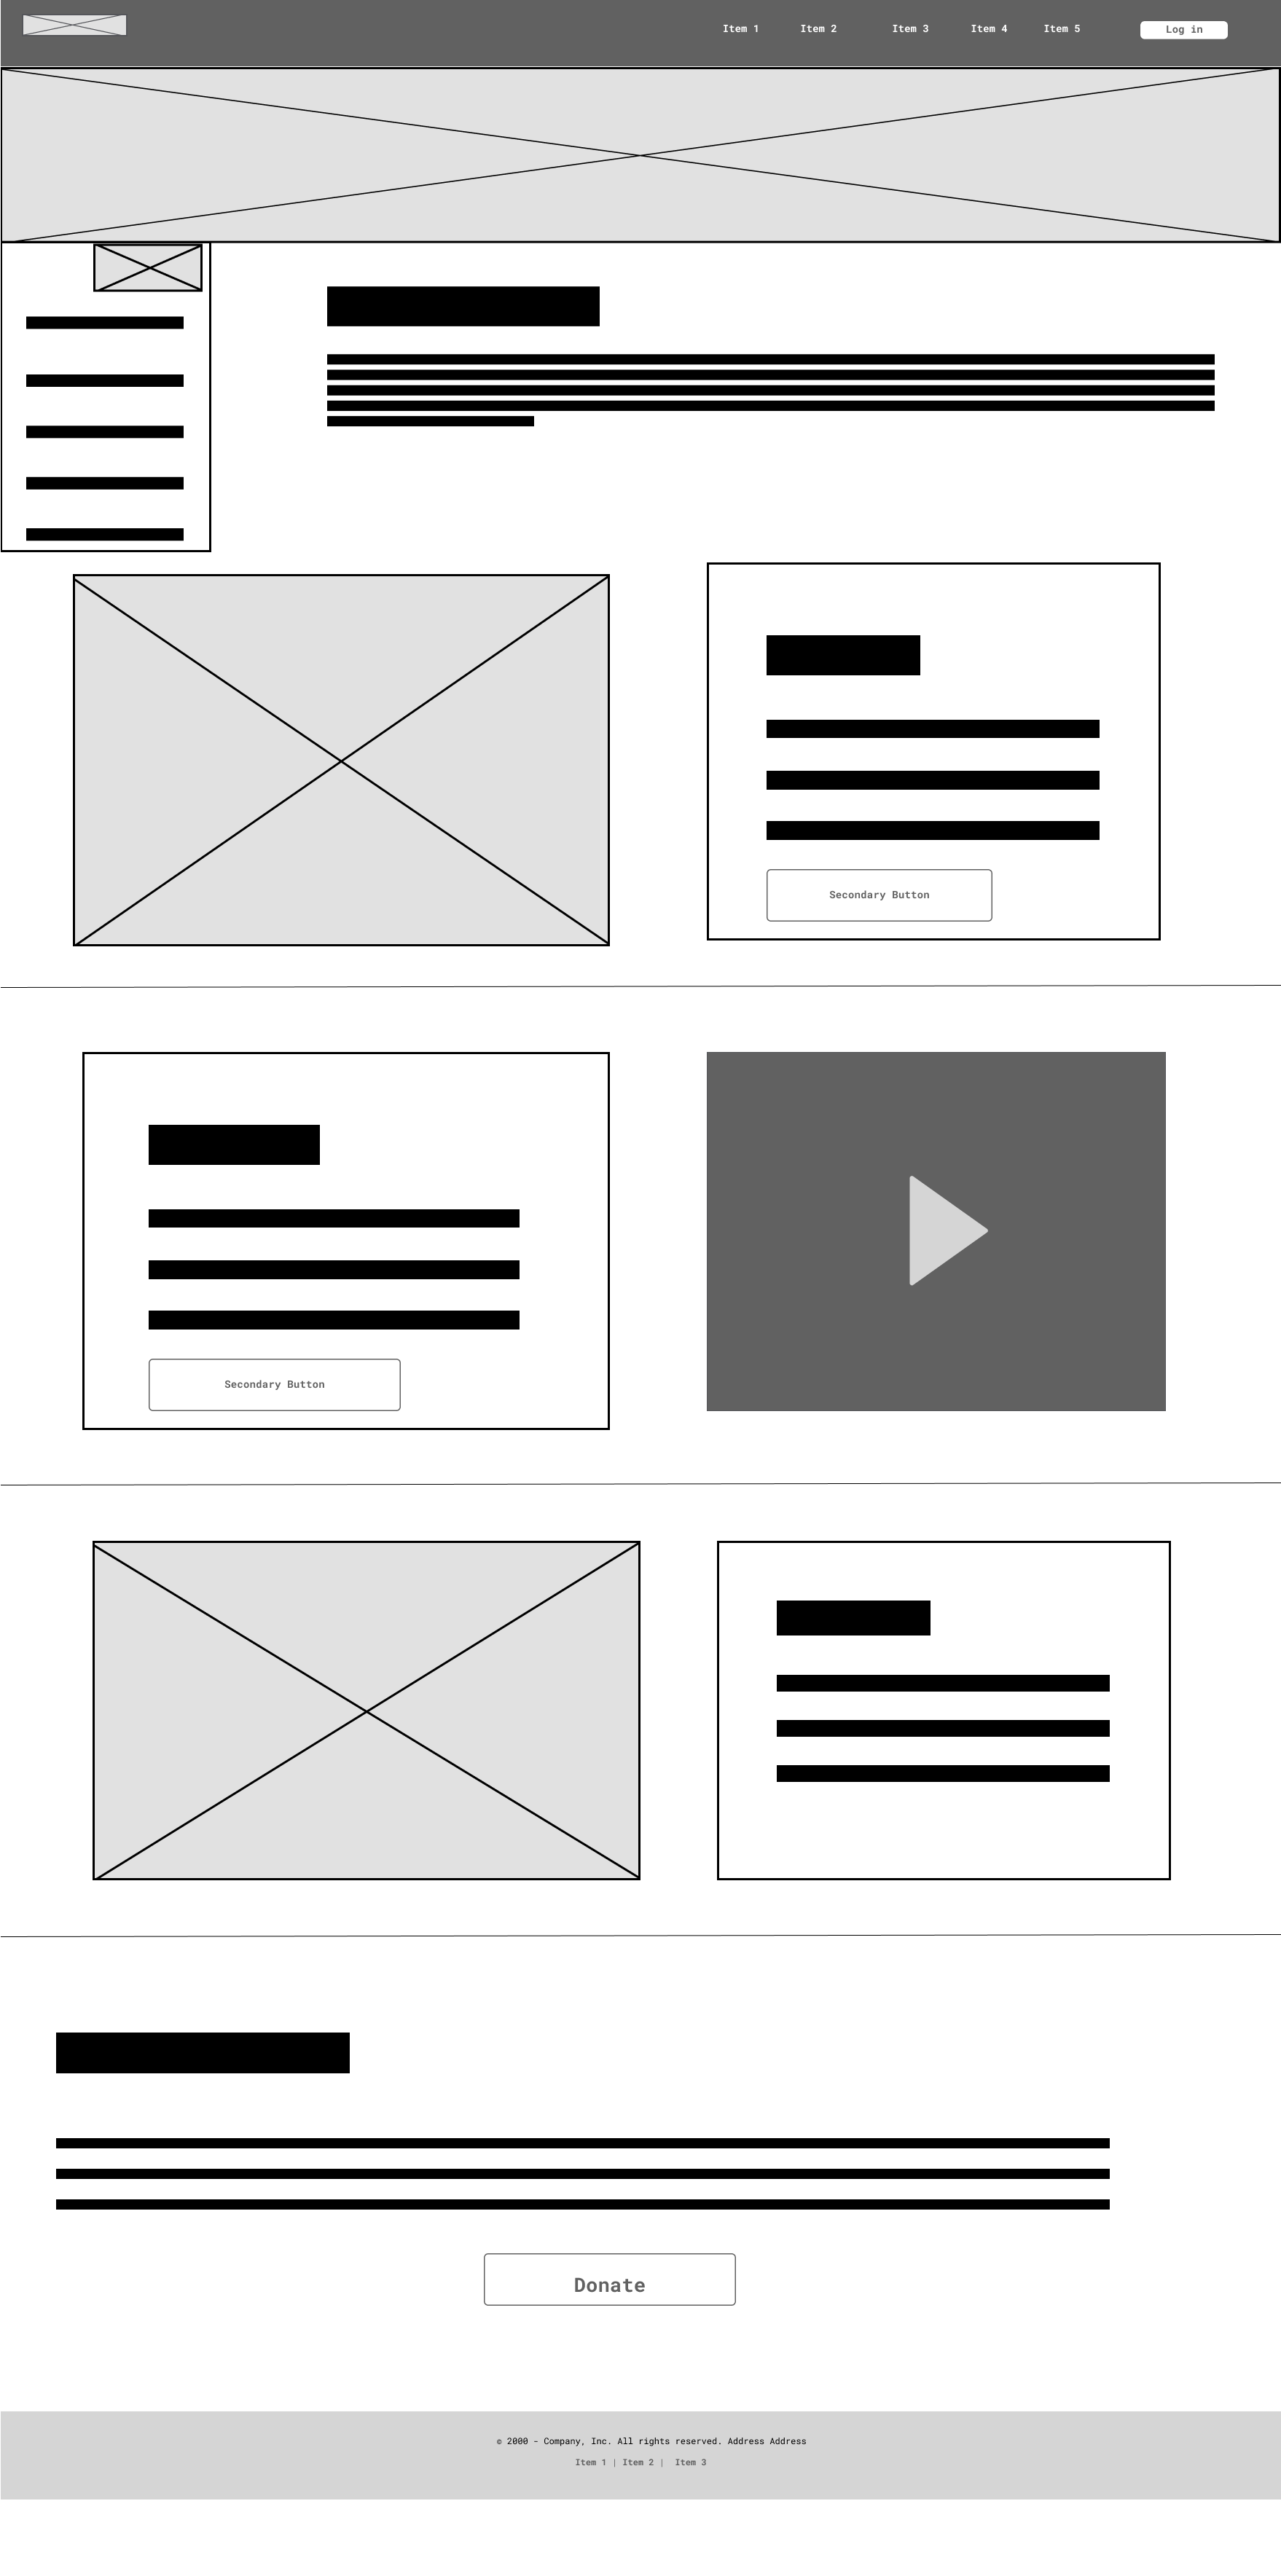 Item 1 Item 2 Item 3 Item 4 Item 5 Log in
Secondary Button
Secondary Button
Donate
© 2000 - Company, Inc. All rights reserved. Address Address
Item 1 | Item 2 | Item 3